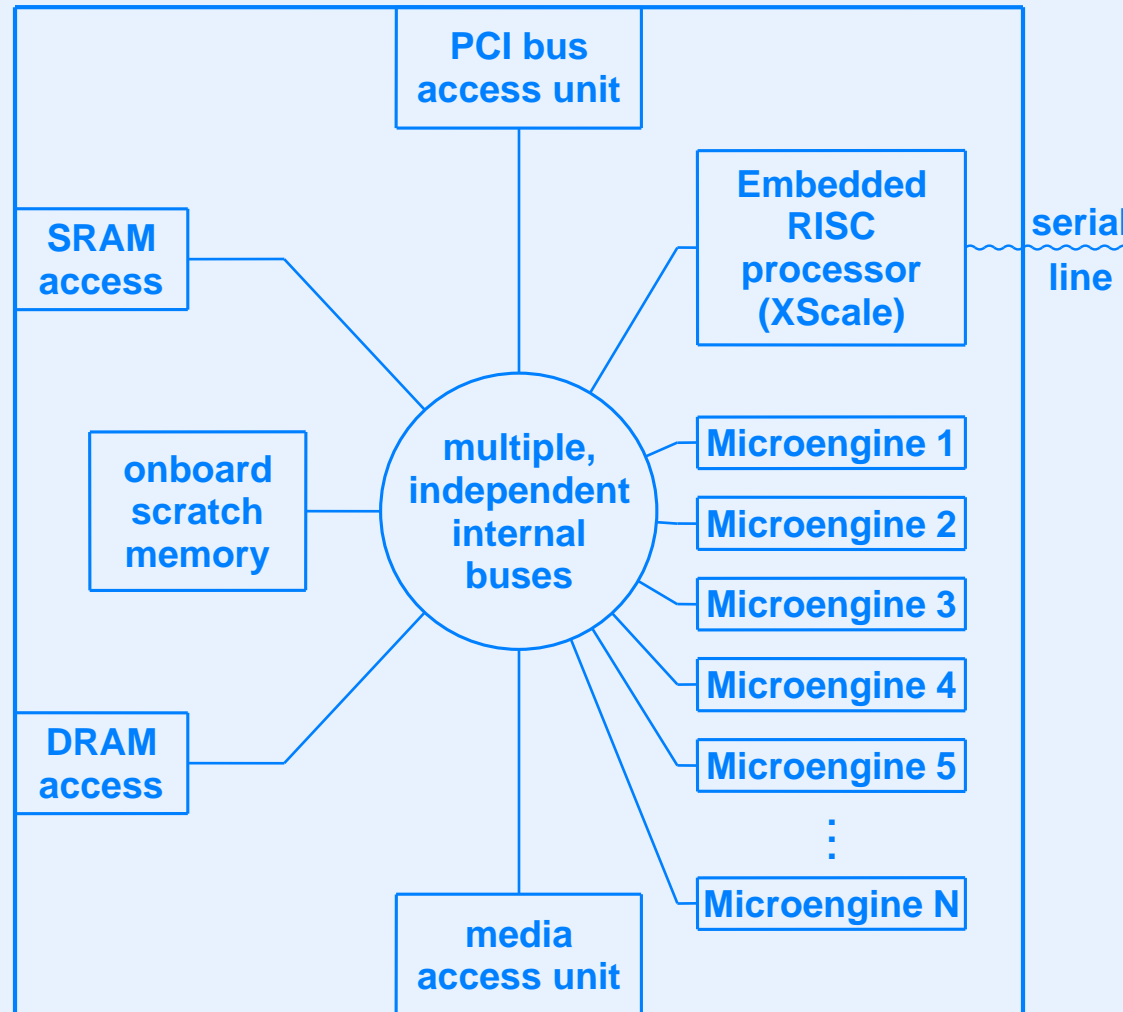 PCI bus
access unit
SRAM
access
Embedded
RISC
processor
(XScale)
serial
line
onboard
scratch
memory
multiple,
independent
internal
buses
Microengine 1
Microengine 2
Microengine 3
Microengine 4
Microengine 5
⋮
Microengine N
DRAM
access
media
access unit